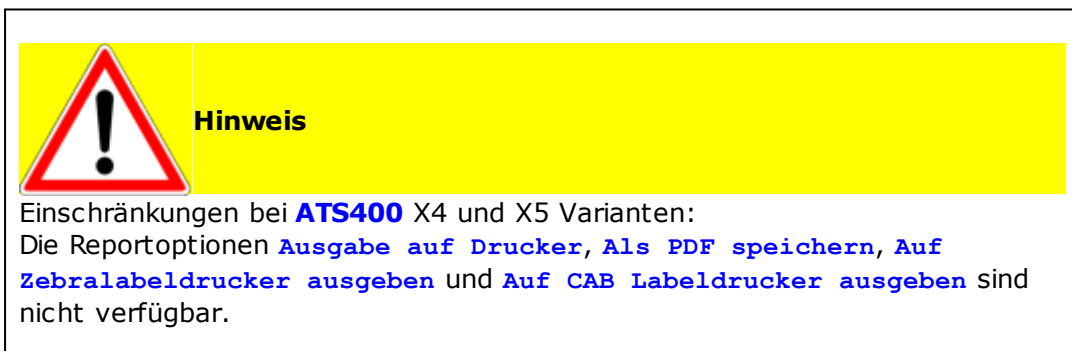 Hinweis
Einschränkungen bei ATS400 X4 und X5 Varianten:
Die Reportoptionen Ausgabe auf Drucker, Als PDF speichern, Auf
Zebralabeldrucker ausgeben und Auf CAB Labeldrucker ausgeben sind
nicht verfügbar.